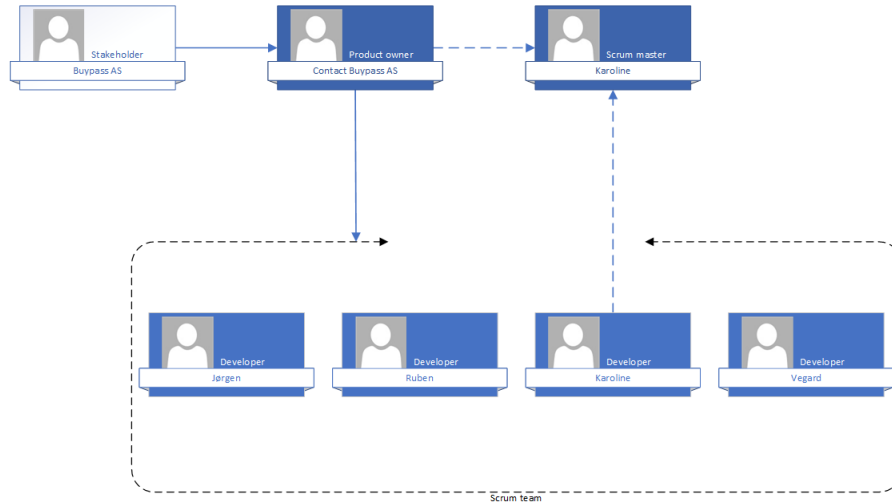 Stakeholder
Buypass AS
Product owner
Contact Buypass AS
Scrum master
Karoline
Developer
Jørgen
Developer
Ruben
Developer
Karoline
Developer
Vegard
Scrum team